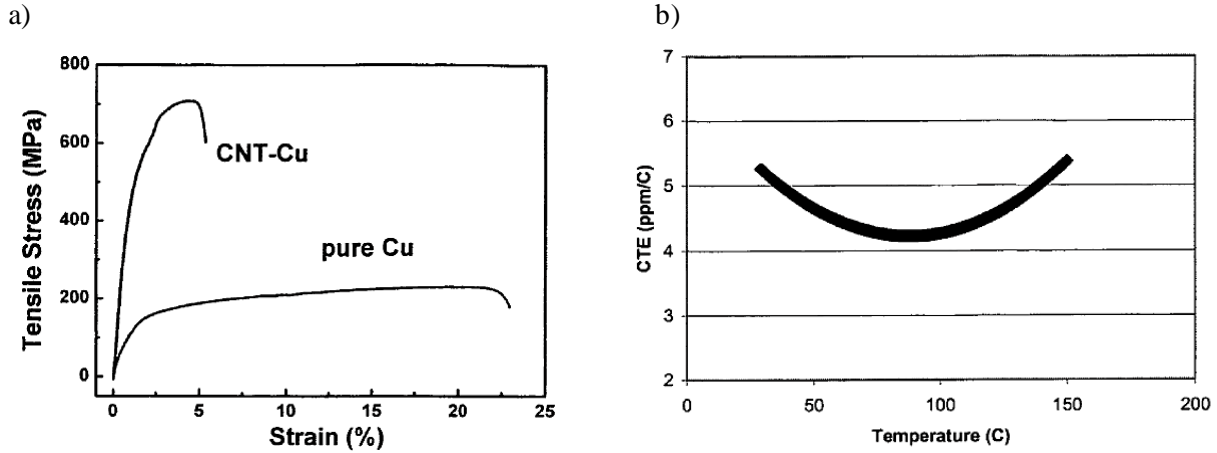 a)
b)
800
600
400
200
0
Tensile Stress (MPa)
CNT-Cu
pure Cu
0 5 10 15 20 25
Strain (%)
7
6
5
4
3
2
CTE (ppm/C)
0 50 100 150 200
Temperature (C)